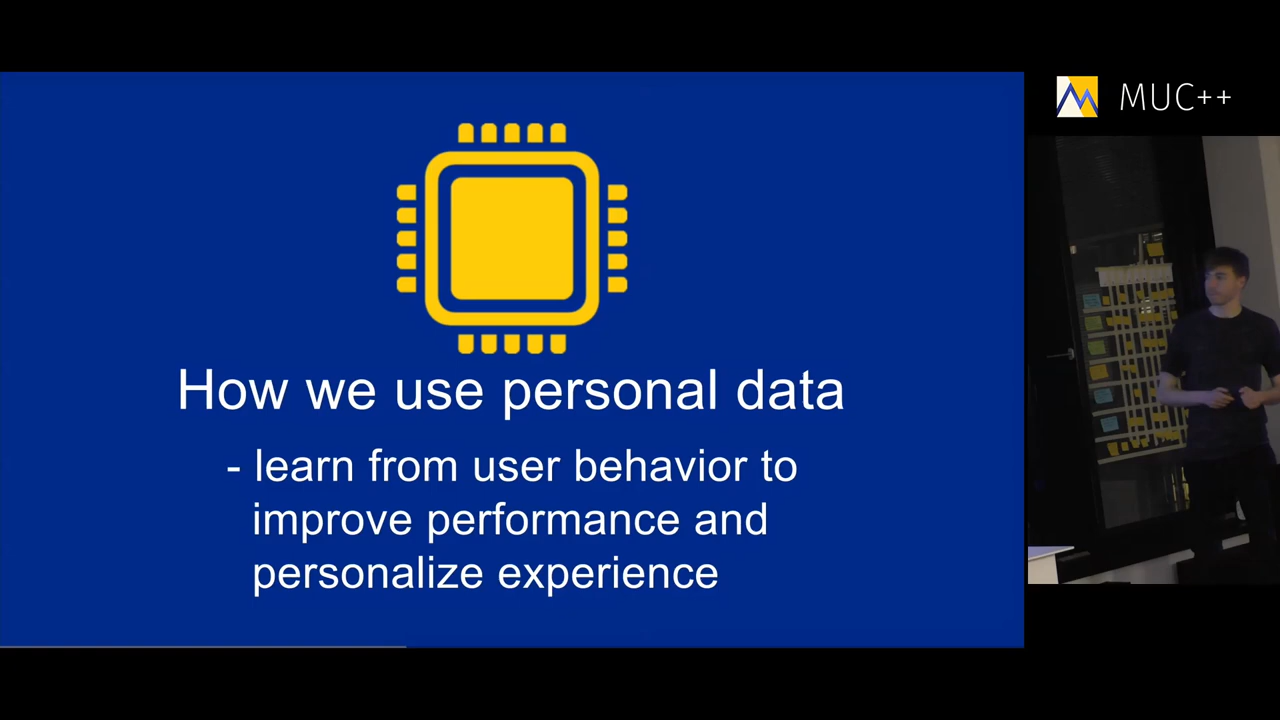 MUC++
How we use personal data
- learn from user behavior to
improve performance and
personalize experience